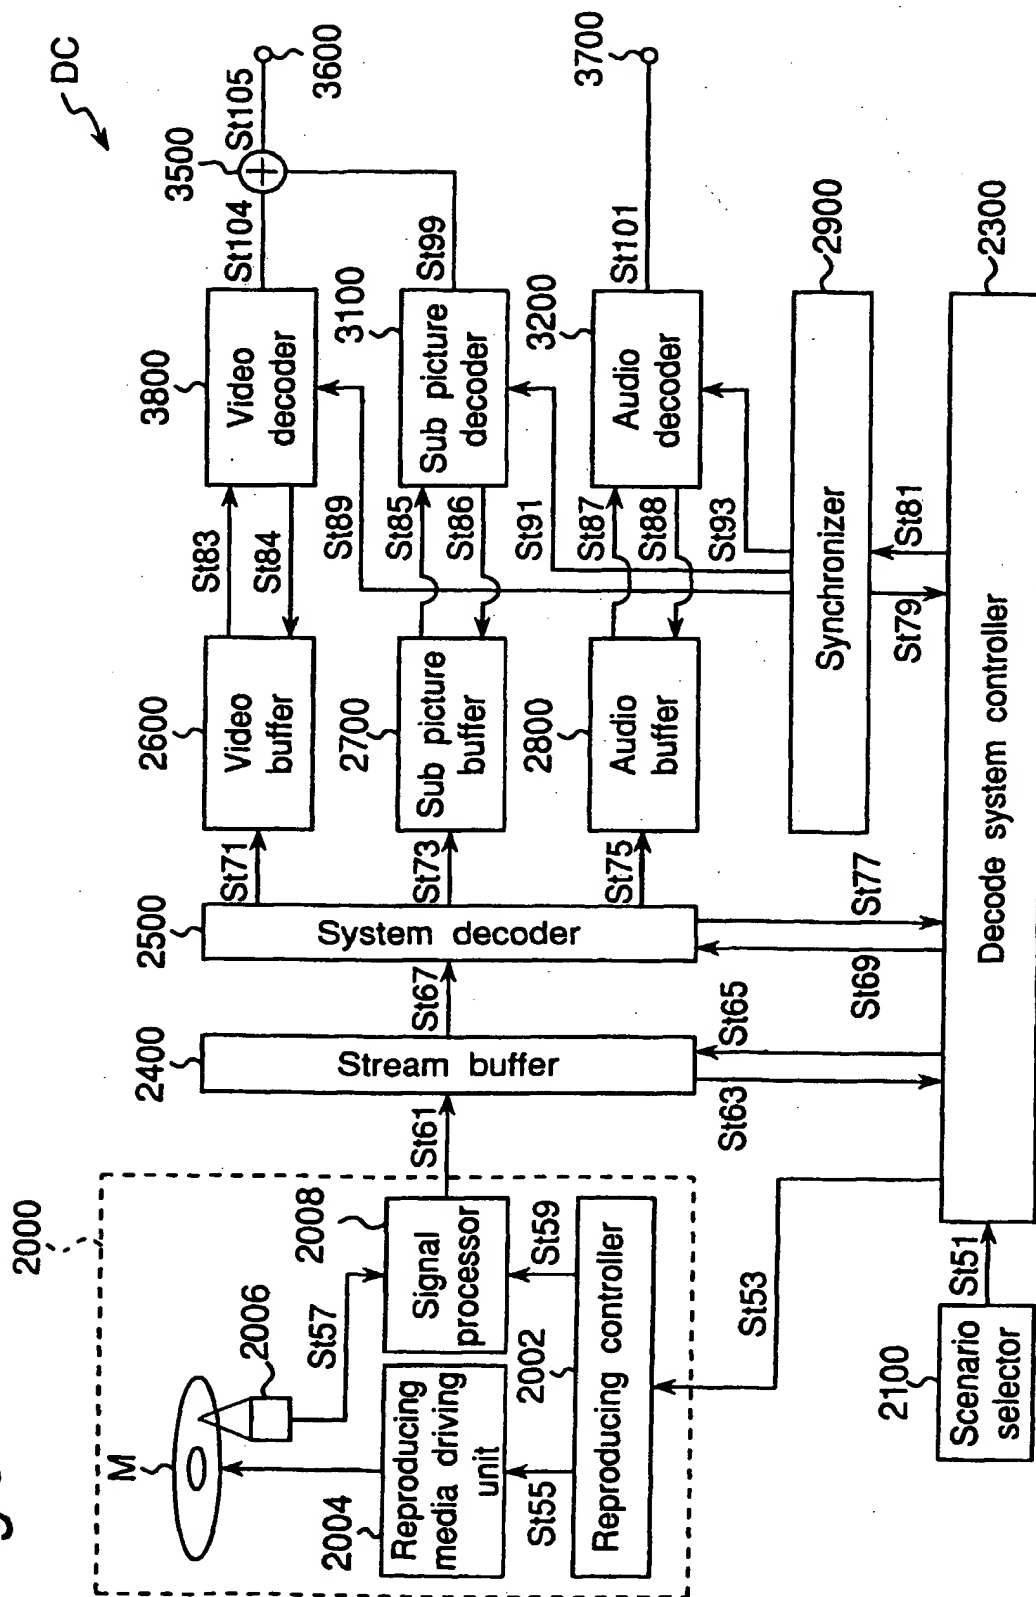 DC
2000
M
2006
St57
2004
Reproducing
media driving
unit
2008
Signal
processor
St55
St59
2002
Reproducing controller
St61
St53
2100
Scenario
selector
St51
2400
Stream buffer
St63
St65
St67
2500
System decoder
St69
St77
St71
St73
St75
2600
Video
buffer
2700
Sub picture
buffer
2800
Audio
buffer
St83
St84
St89
St85
St86
St91
St87
St88
St93
3800
Video
decoder
3100
Sub picture
decoder
3200
Audio
decoder
St104
3500
St105
3600
St99
St101
3700
2900
Synchronizer
St79
St81
2300
Decode system controller